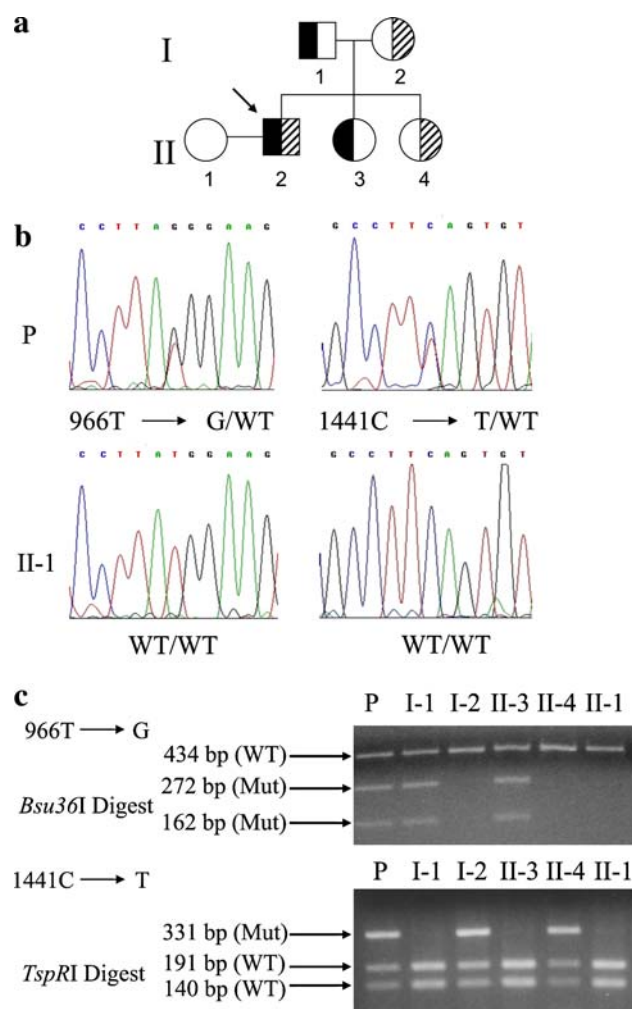 a
I
1 2
II
1 2 3 4
b
C C T T A G G G A A G
G C C T T C A G T G T
P
966T → G/WT
1441C → T/WT
C C T T A T G G A A G
G C C T T C A G T G T
II-1
WT/WT
WT/WT
c
P I-1 I-2 II-3 II-4 II-1
966T → G
434 bp (WT)
272 bp (Mut)
Bsu36I Digest
162 bp (Mut)
1441C → T
P I-1 I-2 II-3 II-4 II-1
331 bp (Mut)
191 bp (WT)
TspRI Digest
140 bp (WT)